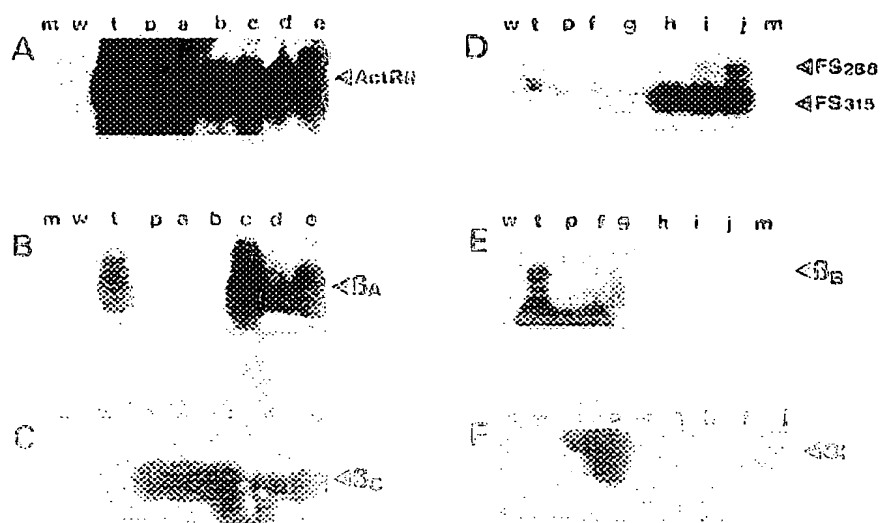 A
m w t p a b c d e
◁ActRII
B
m w t p a b c d e
◁βA
C
◁βC
D
w t p f g h i j m
◁FS288
◁FS315
E
w t p f g h i j m
◁βB
F
◁α